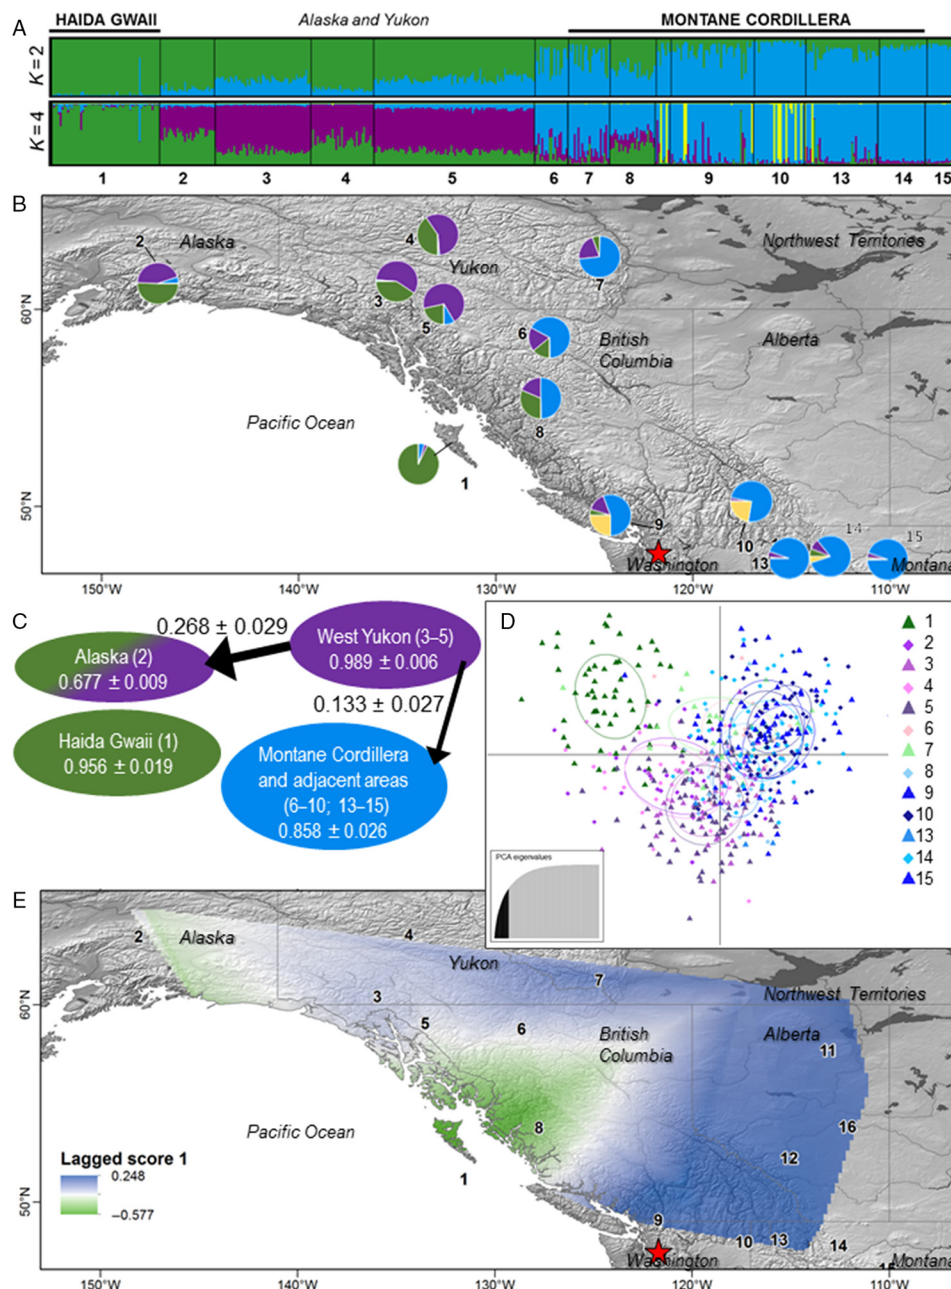 A
HAIDA GWAII
Alaska and Yukon
MONTANE CORDILLERA
K=2
K=4
1 2 3 4 5 6 7 8 9 10 13 14 15
B
2
Alaska
4
Yukon
Northwest Territories
7
3
5
60°N
6
British
Columbia
Alberta
Pacific Ocean
8
1
50°N
9
10
14
15
13
Washington
Montana
150°W 140°W 130°W 120°W 110°W
C
0.268 ± 0.029
West Yukon (3–5)
0.989 ± 0.006
Alaska (2)
0.677 ± 0.009
0.133 ± 0.027
Haida Gwaii (1)
0.956 ± 0.019
Montane Cordillera
and adjacent areas
(6–10; 13–15)
0.858 ± 0.026
D
1
2
3
4
5
6
7
8
9
10
13
14
15
PCA eigenvalues
E
2
Alaska
4
Yukon
7
Northwest Territories
3
60°N
5
6
British
Columbia
Alberta
11
8
Pacific Ocean
16
12
Lagged score 1
0.248
–0.577
1
50°N
9
10
13
14
Washington
Montana
150°W 140°W 130°W 120°W 110°W